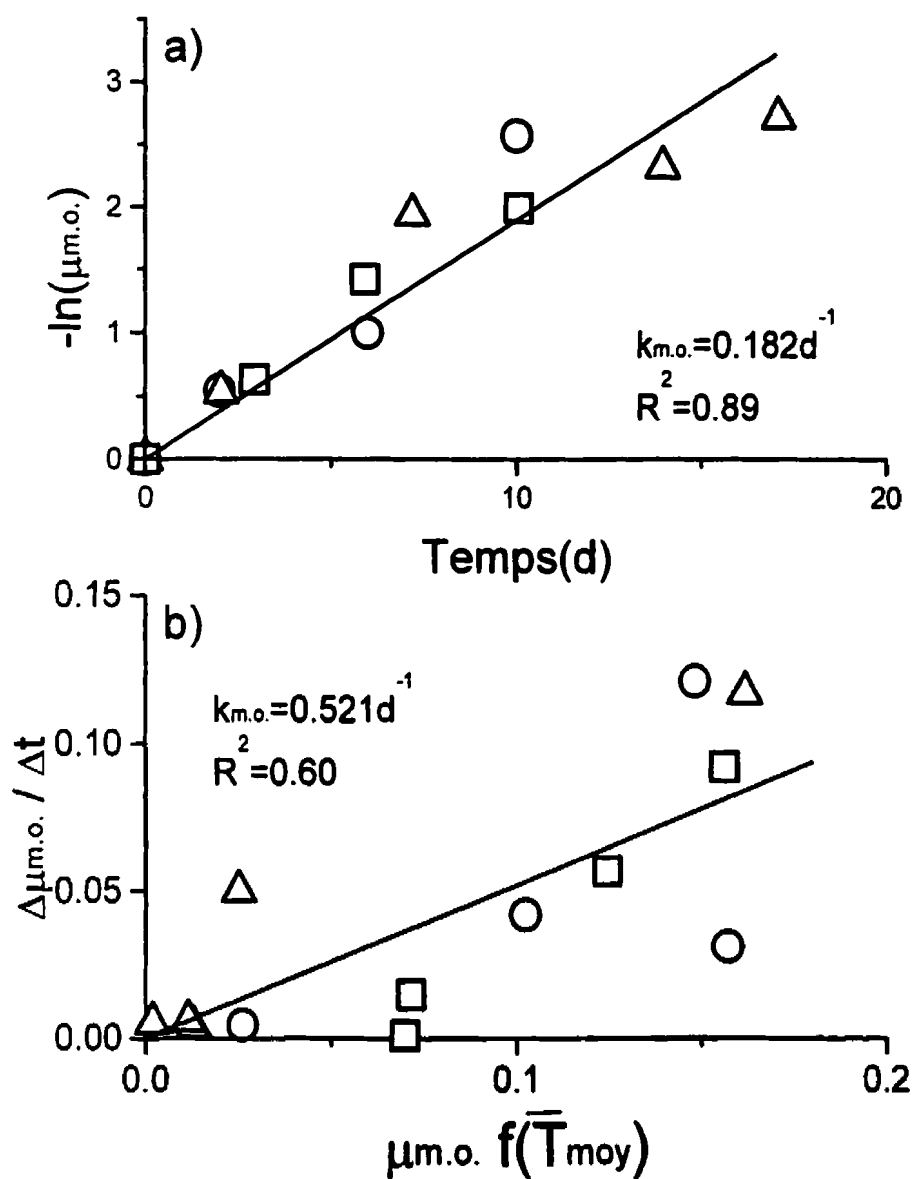 a)
3
2
1
0
-ln(μm.o.)
km.o.=0.182d⁻¹
R²=0.89
0
10
20
Temps(d)
b)
0.15
0.10
0.05
0.00
Δμm.o. / Δt
km.o.=0.521d⁻¹
R²=0.60
0.0
0.1
0.2
μm.o. f(T̅moy)